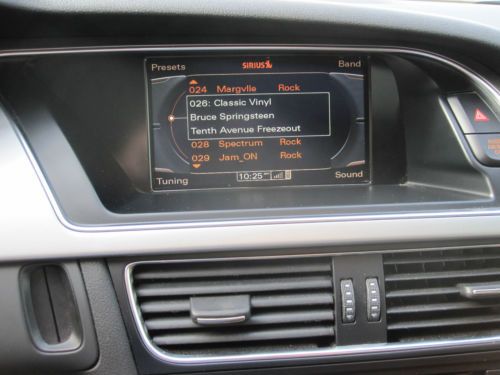 Presets SIRIUS Band
024 Margvlle Rock
026: Classic Vinyl
Bruce Springsteen
Tenth Avenue Freezeout
028 Spectrum Rock
029 Jam_ON Rock
Tuning 10:25 Sound